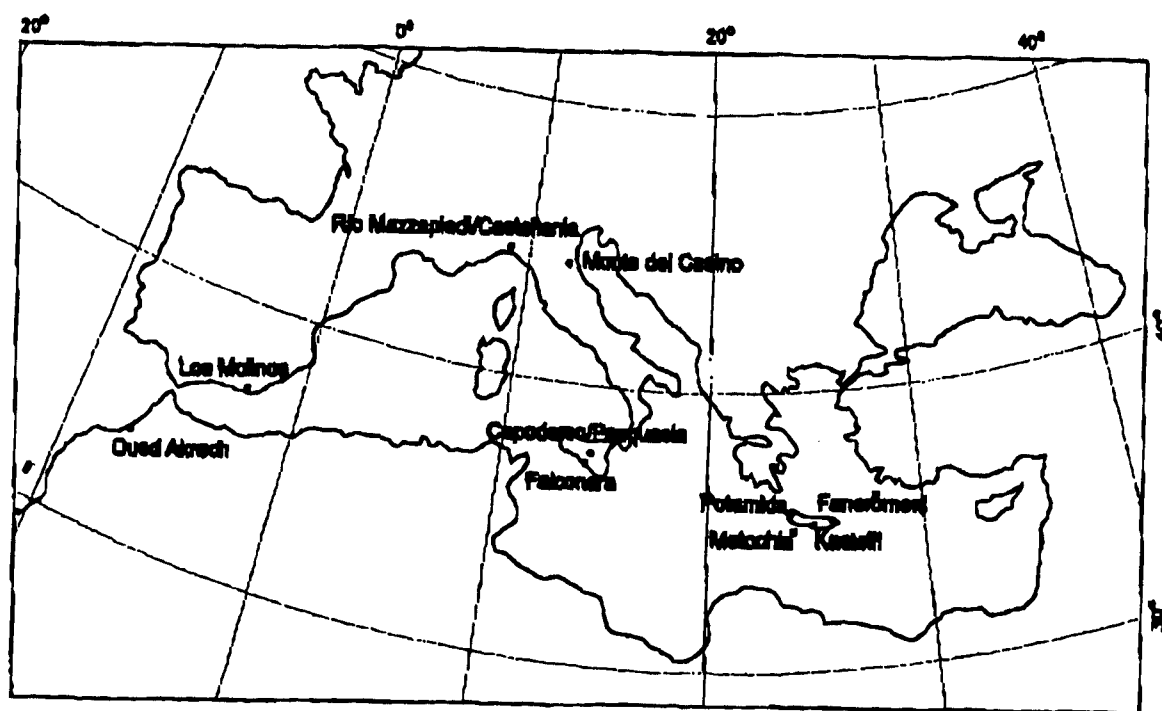 20° 0° 20° 40°
Rio Mazzapiedi/Castellania
Monte del Casino
Los Molinos
Capodarso/Pasquasia
Oued Akrech
Falconara
Potamida Fanerómeni
Metochia Kastelli